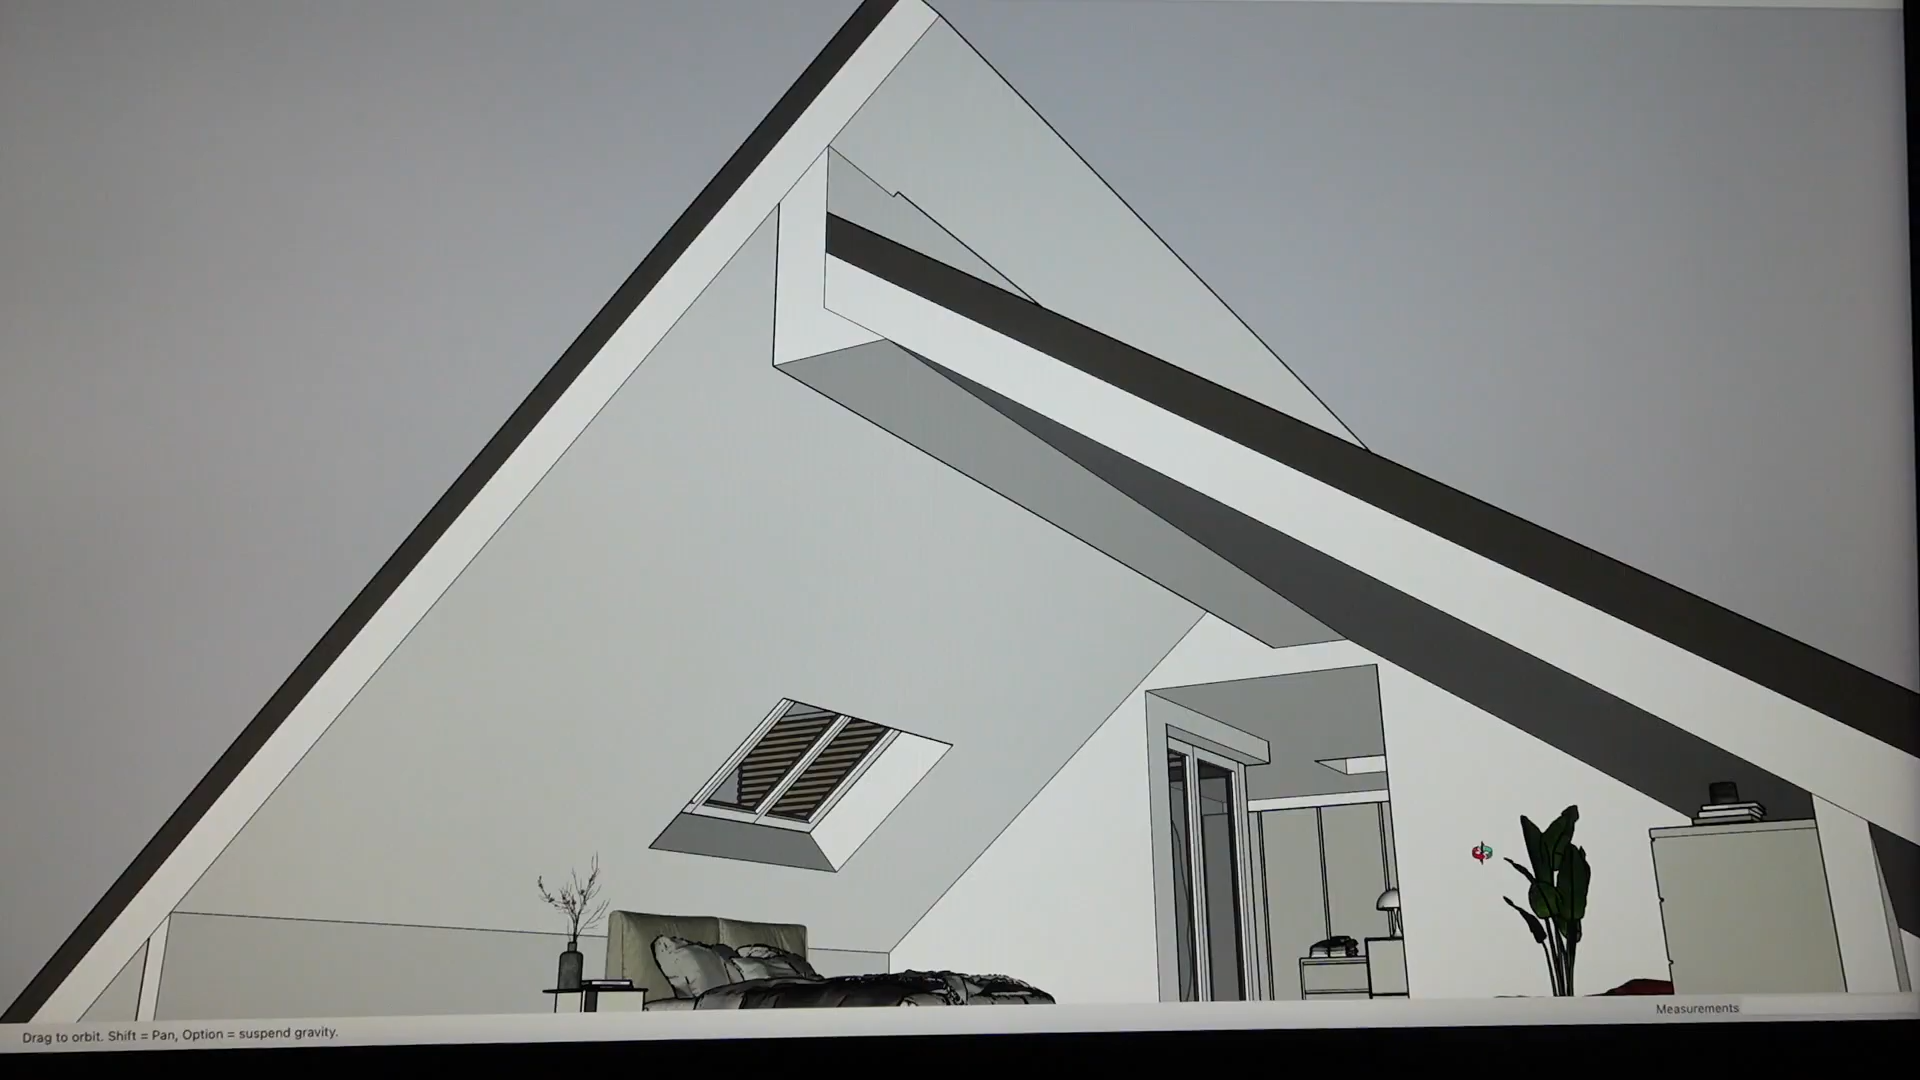 Measurements
Drag to orbit. Shift = Pan, Option = suspend gravity.